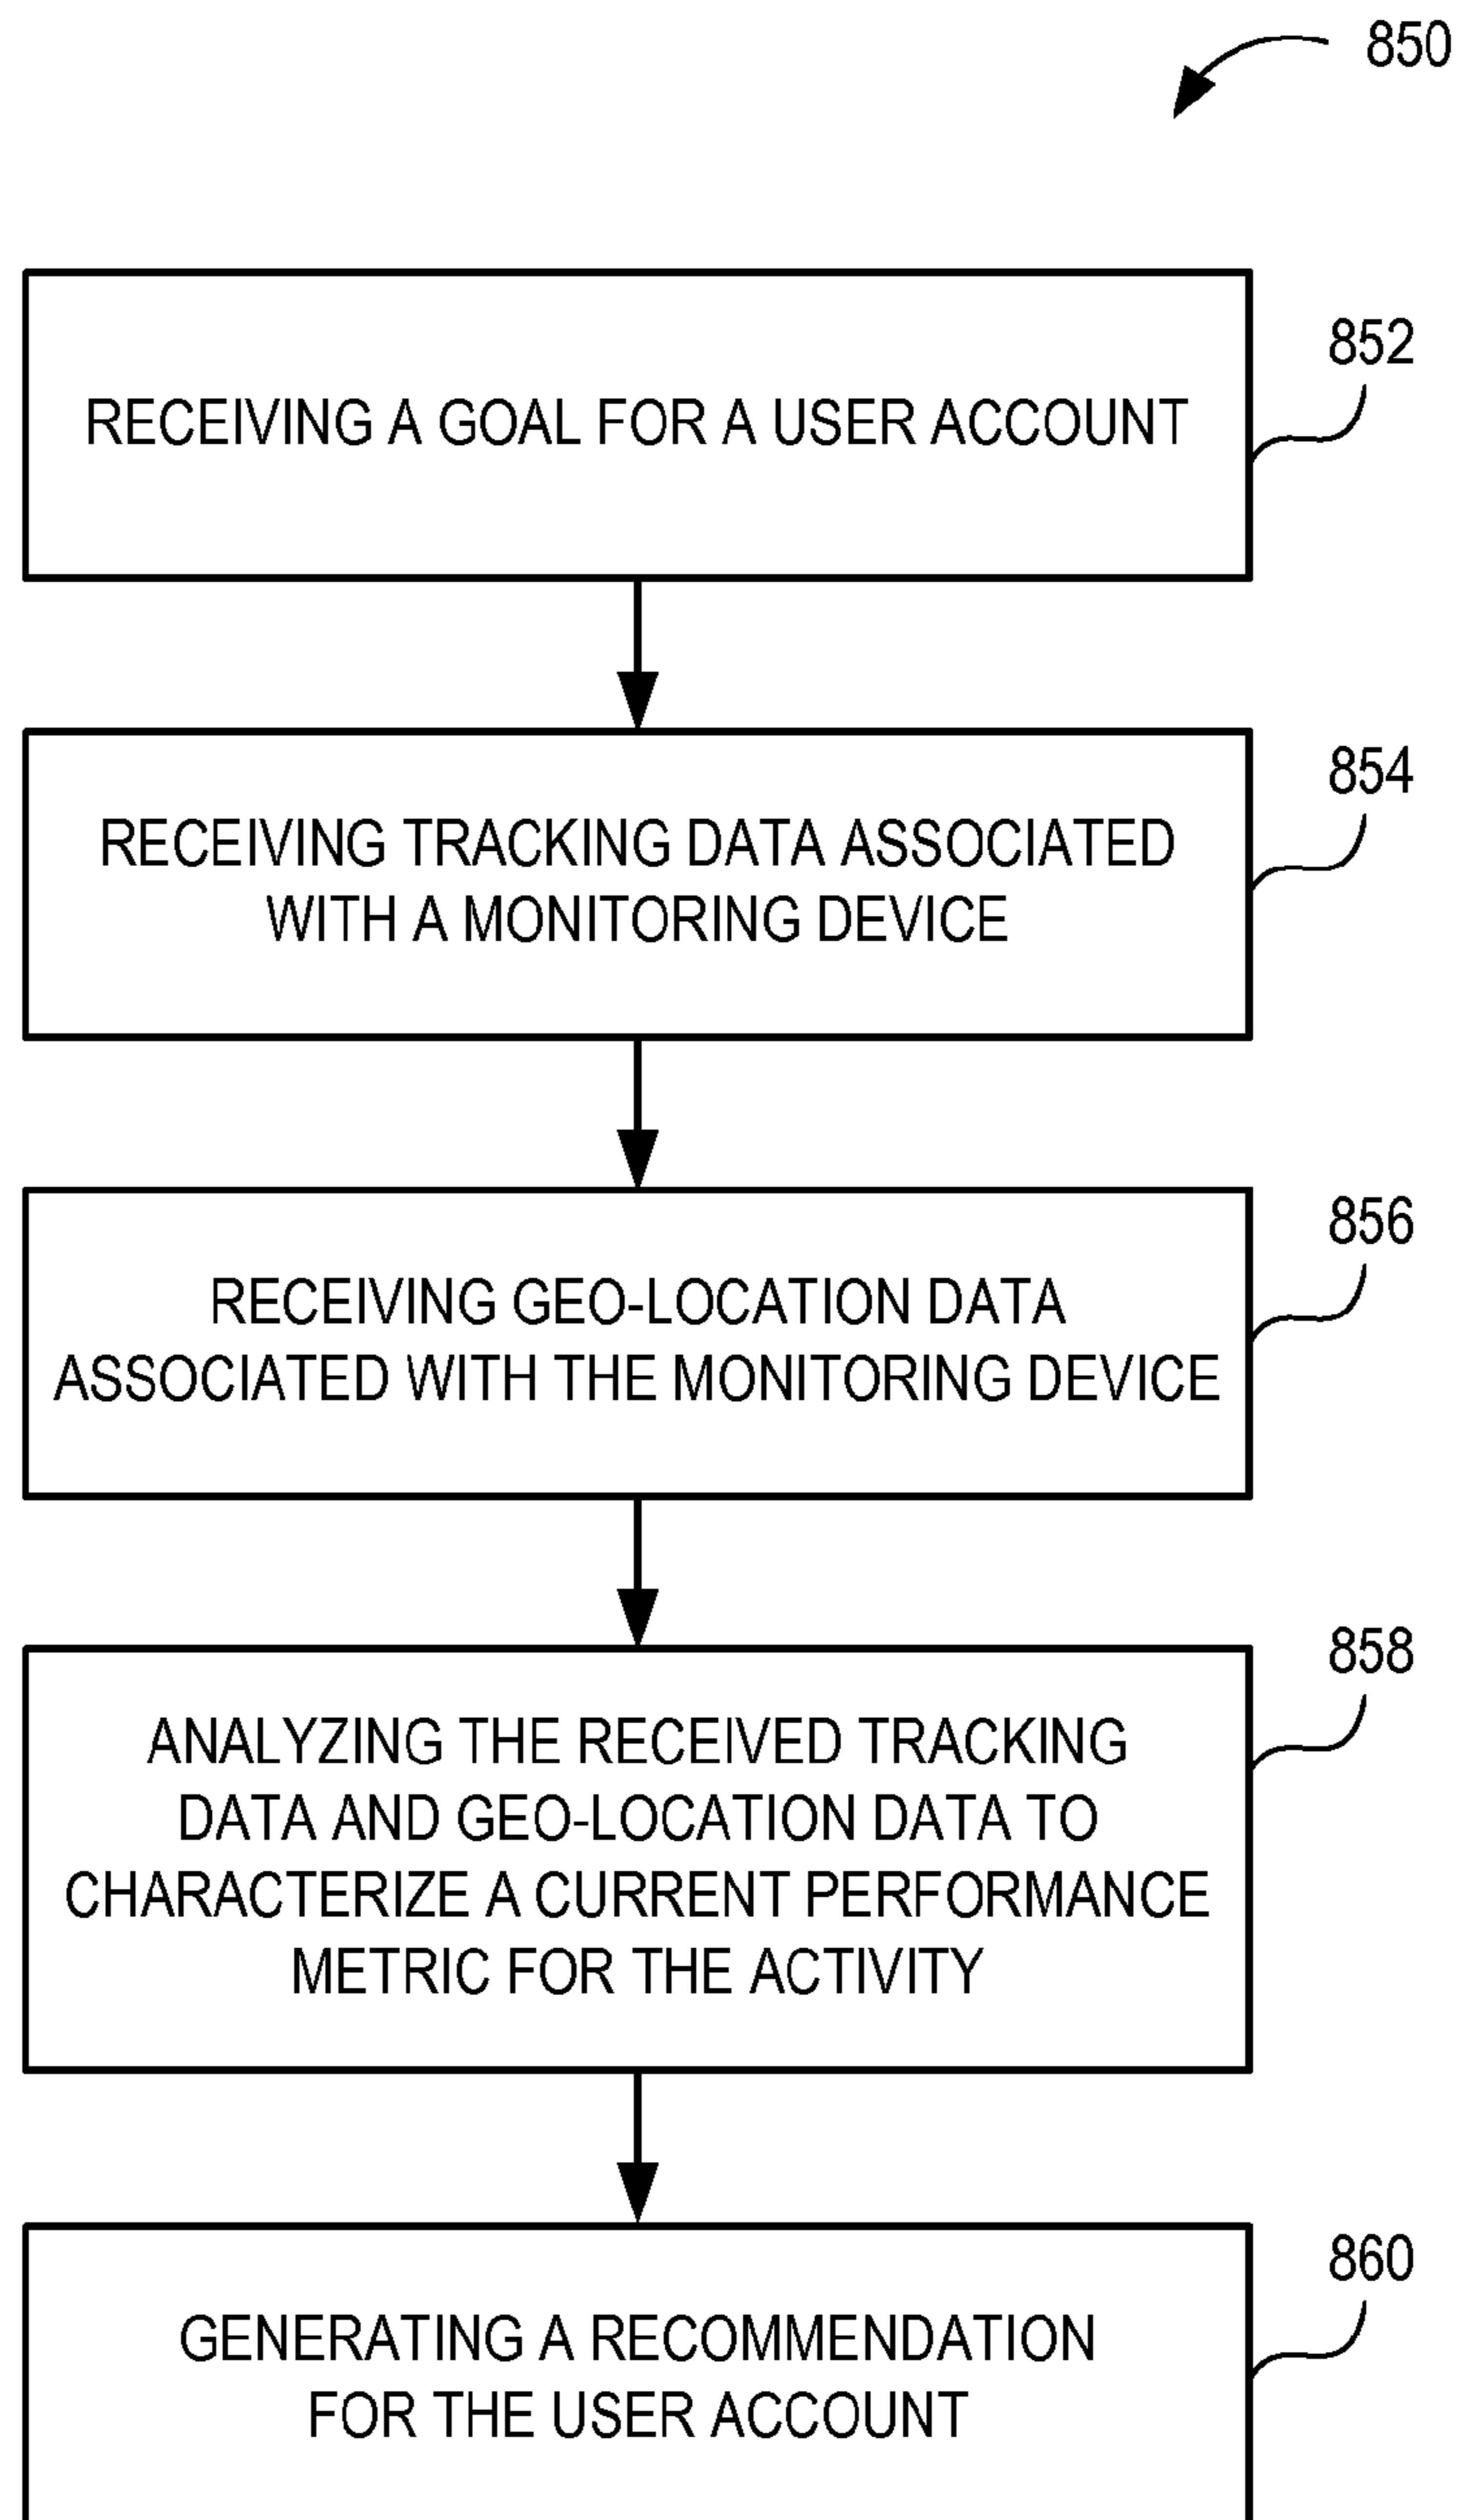 850
852
RECEIVING A GOAL FOR A USER ACCOUNT
854
RECEIVING TRACKING DATA ASSOCIATED
WITH A MONITORING DEVICE
856
RECEIVING GEO-LOCATION DATA
ASSOCIATED WITH THE MONITORING DEVICE
858
ANALYZING THE RECEIVED TRACKING
DATA AND GEO-LOCATION DATA TO
CHARACTERIZE A CURRENT PERFORMANCE
METRIC FOR THE ACTIVITY
860
GENERATING A RECOMMENDATION
FOR THE USER ACCOUNT